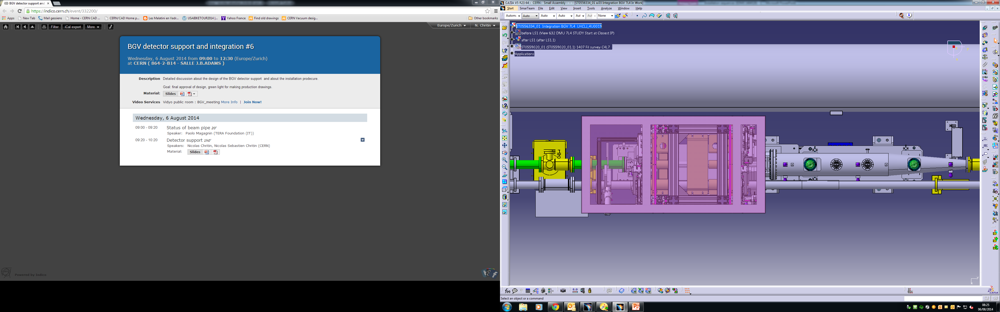 BGV detector support and
https://indico.cern.ch/event/332200/
Apps New Tab Mail gessiens Home - CERN CAD ... CERN/CAD Home p... Les Malatini en Vadr... USABIKETOUR2014 |... Yahoo France Find old drawings CERN Vacuum desig... Other bookmarks
Filter iCal export More Europe/Zurich N. Chritin
BGV detector support and integration #6
Wednesday, 6 August 2014 from 09:00 to 12:30 (Europe/Zurich)
at CERN ( 864-2-B14 - SALLE J.B.ADAMS )
Description Detailed discussion about the design of the BGV detector support and about the installation prodecure.
Goal: final approval of design, green light for making production drawings.
Material: Slides
Video Services Vidyo public room : BGV_meeting More Info | Join Now!
Wednesday, 6 August 2014
09:00 - 09:20 Status of beam pipe 20'
Speaker: Paolo Magagnin (TERA Foundation (IT))
09:20 - 10:20 Detector support 1h0'
Speakers: Nicolas Chritin, Nicolas Sebastien Chritin (CERN)
Material: Slides
Powered by Indico
CATIA V5 R23 64 - CERN : Small Assembly - - - [ST0556334_01 a.03 Integration BGV 7L4 In Work]
Start SmarTeam File Edit View Insert Tools Analyze Window Help
Autom. Auto Auto Auto Aut Aut None
ST0556334_01 Integration BGV 7L4 LHCLJ_4U0019
before LS1 (View 632 DMU 7L4 STUDY Start at Closest IP)
after LS1 (after LS1.1)
ST0559020_01 (ST0559020_01.1) 1407 Fil survey C4L7
Applications
Select an object or a command
CATIA
08:25
06/08/2014